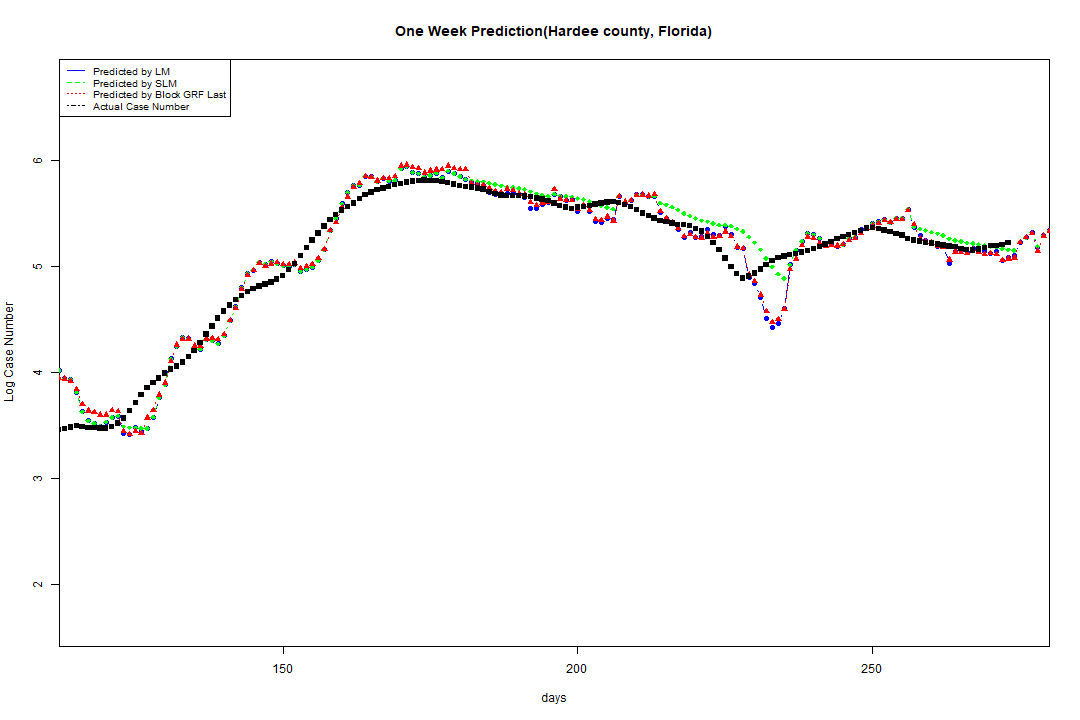 One Week Prediction(Hardee county, Florida)
Predicted by LM
Predicted by SLM
Predicted by Block GRF Last
Actual Case Number
6
5
4
3
2
Log Case Number
150
200
250
days